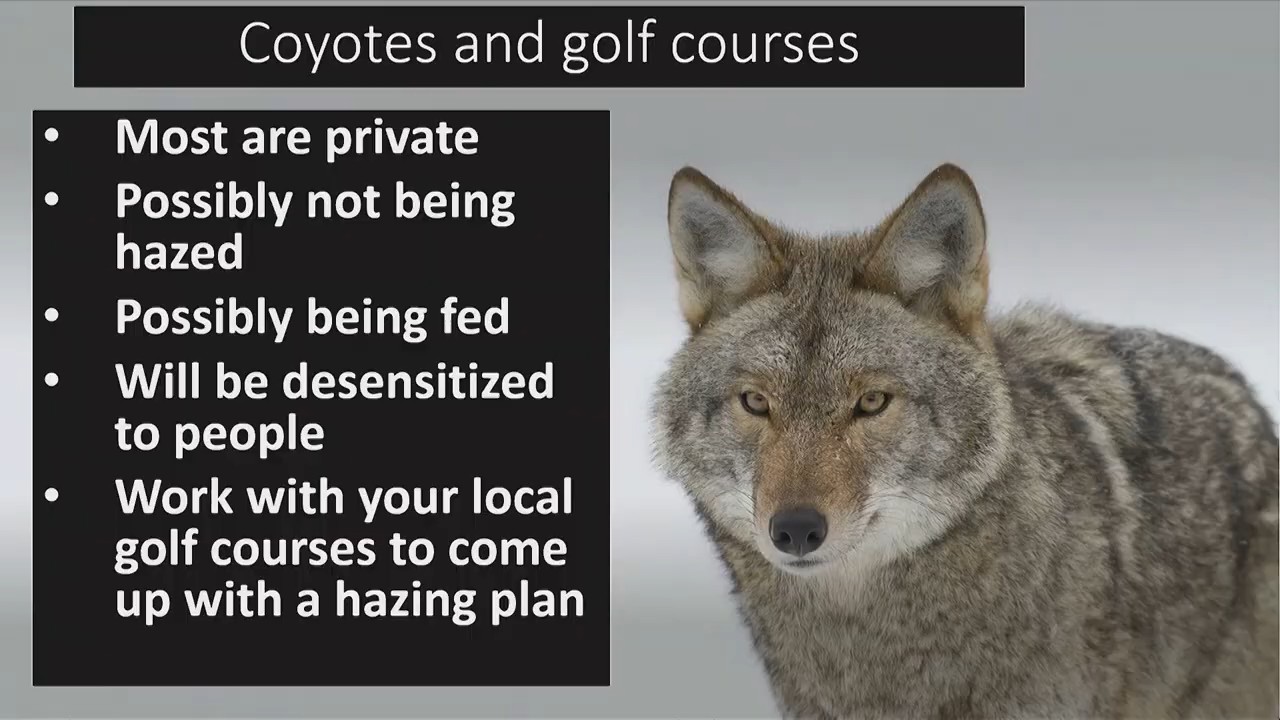 Coyotes and golf courses
• Most are private
• Possibly not being
hazed
• Possibly being fed
• Will be desensitized
to people
• Work with your local
golf courses to come
up with a hazing plan